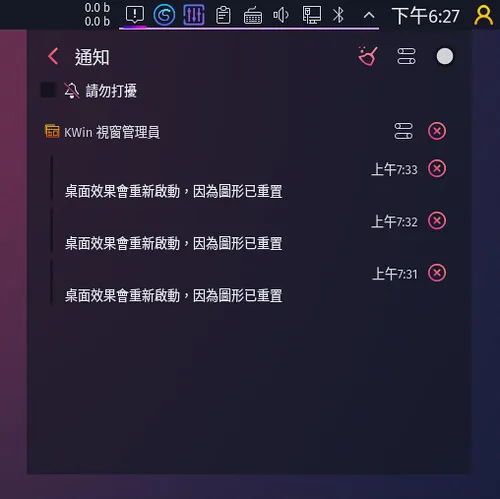 0.0 b
0.0 b
下午6:27
通知
請勿打擾
KWin 視窗管理員
上午7:33
桌面效果會重新啟動，因為圖形已重置
上午7:32
桌面效果會重新啟動，因為圖形已重置
上午7:31
桌面效果會重新啟動，因為圖形已重置